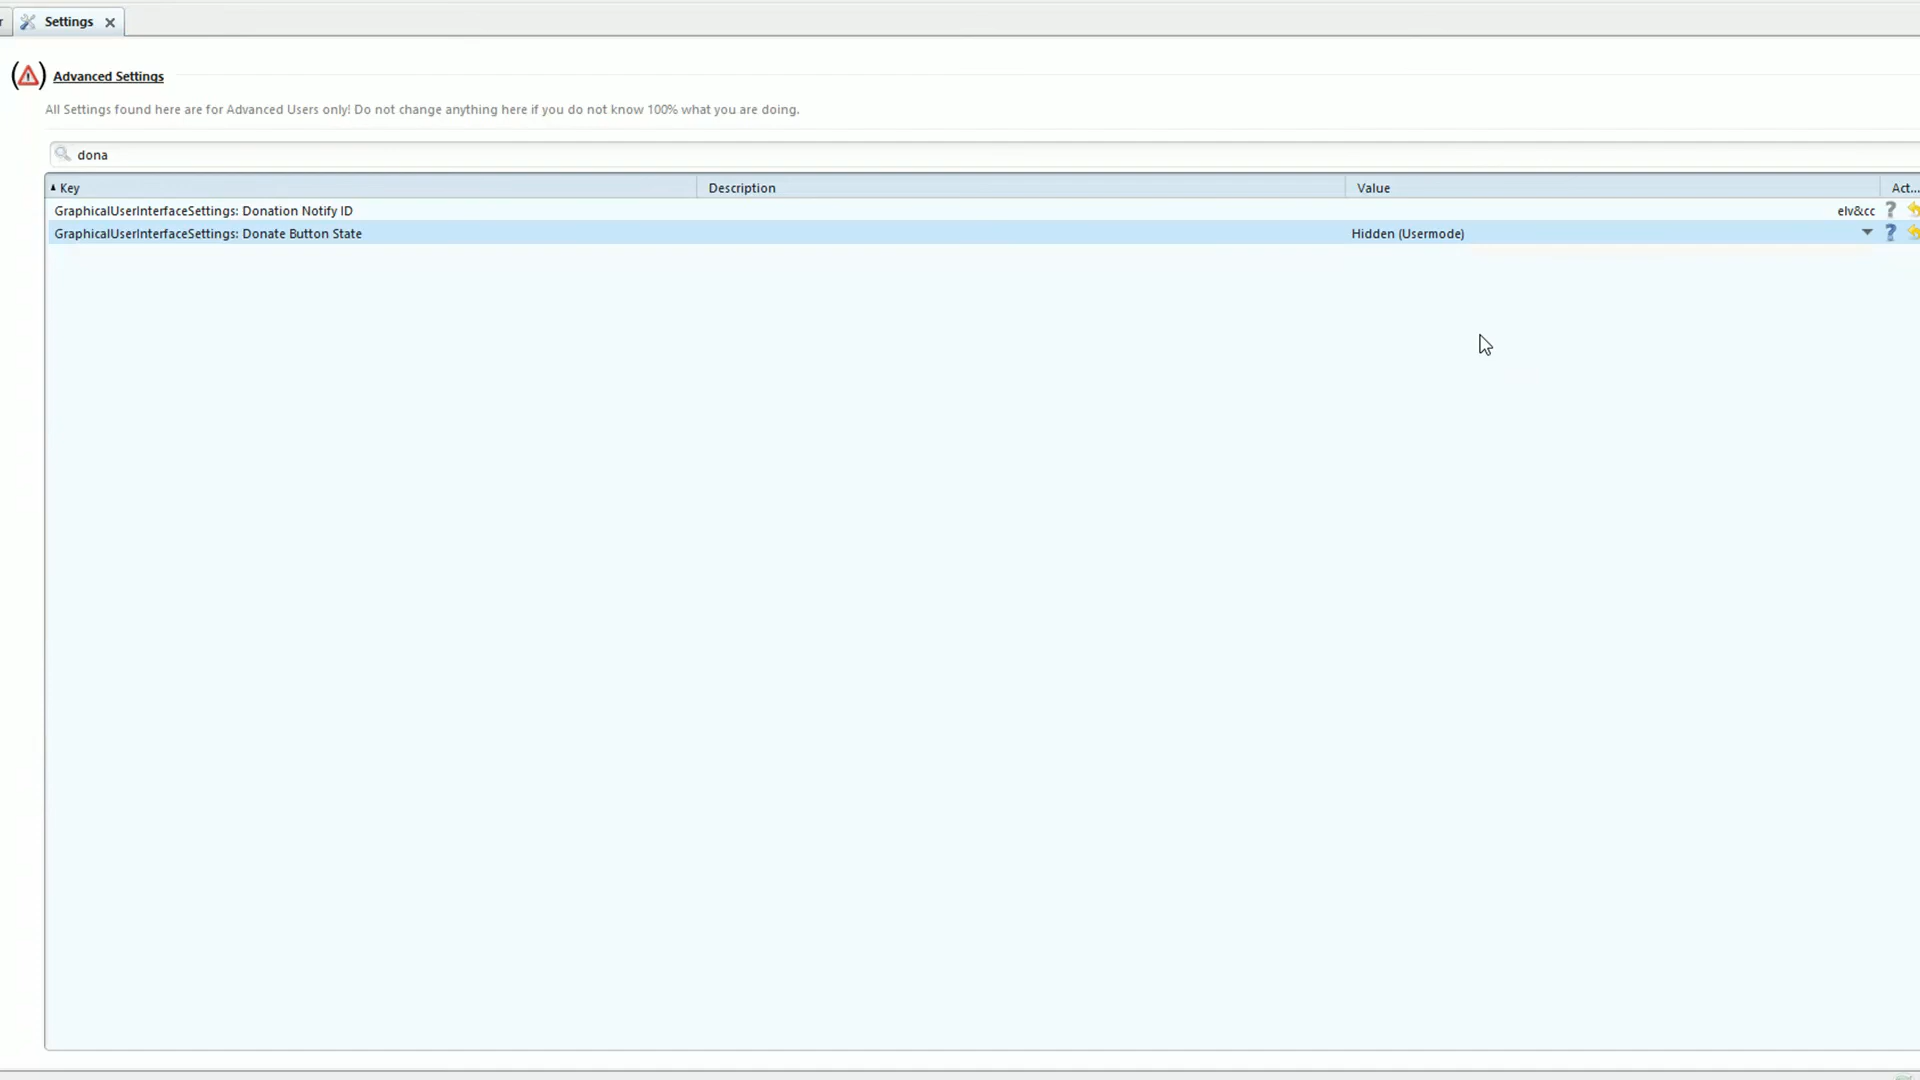 Settings
Advanced Settings
All Settings found here are for Advanced Users only! Do not change anything here if you do not know 100% what you are doing.
dona
Key Description Value Act...
GraphicalUserInterfaceSettings: Donation Notify ID elv&cc
GraphicalUserInterfaceSettings: Donate Button State Hidden (Usermode)